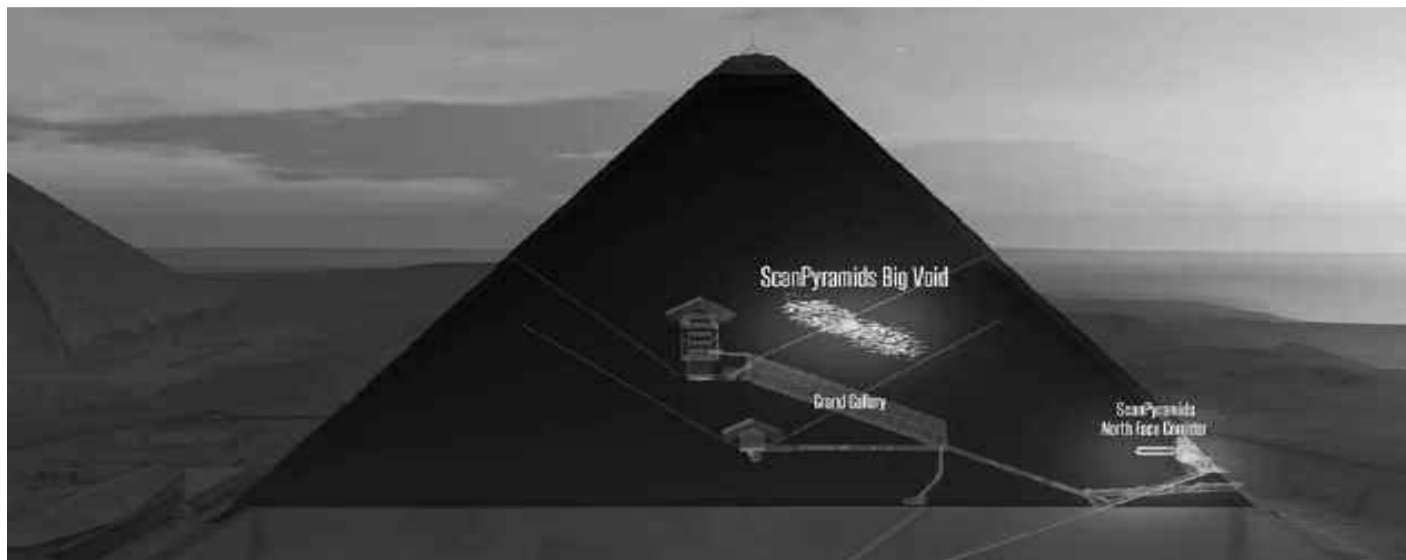 ScanPyramids Big Void
Grand Gallery
ScanPyramids
North Face Corridor